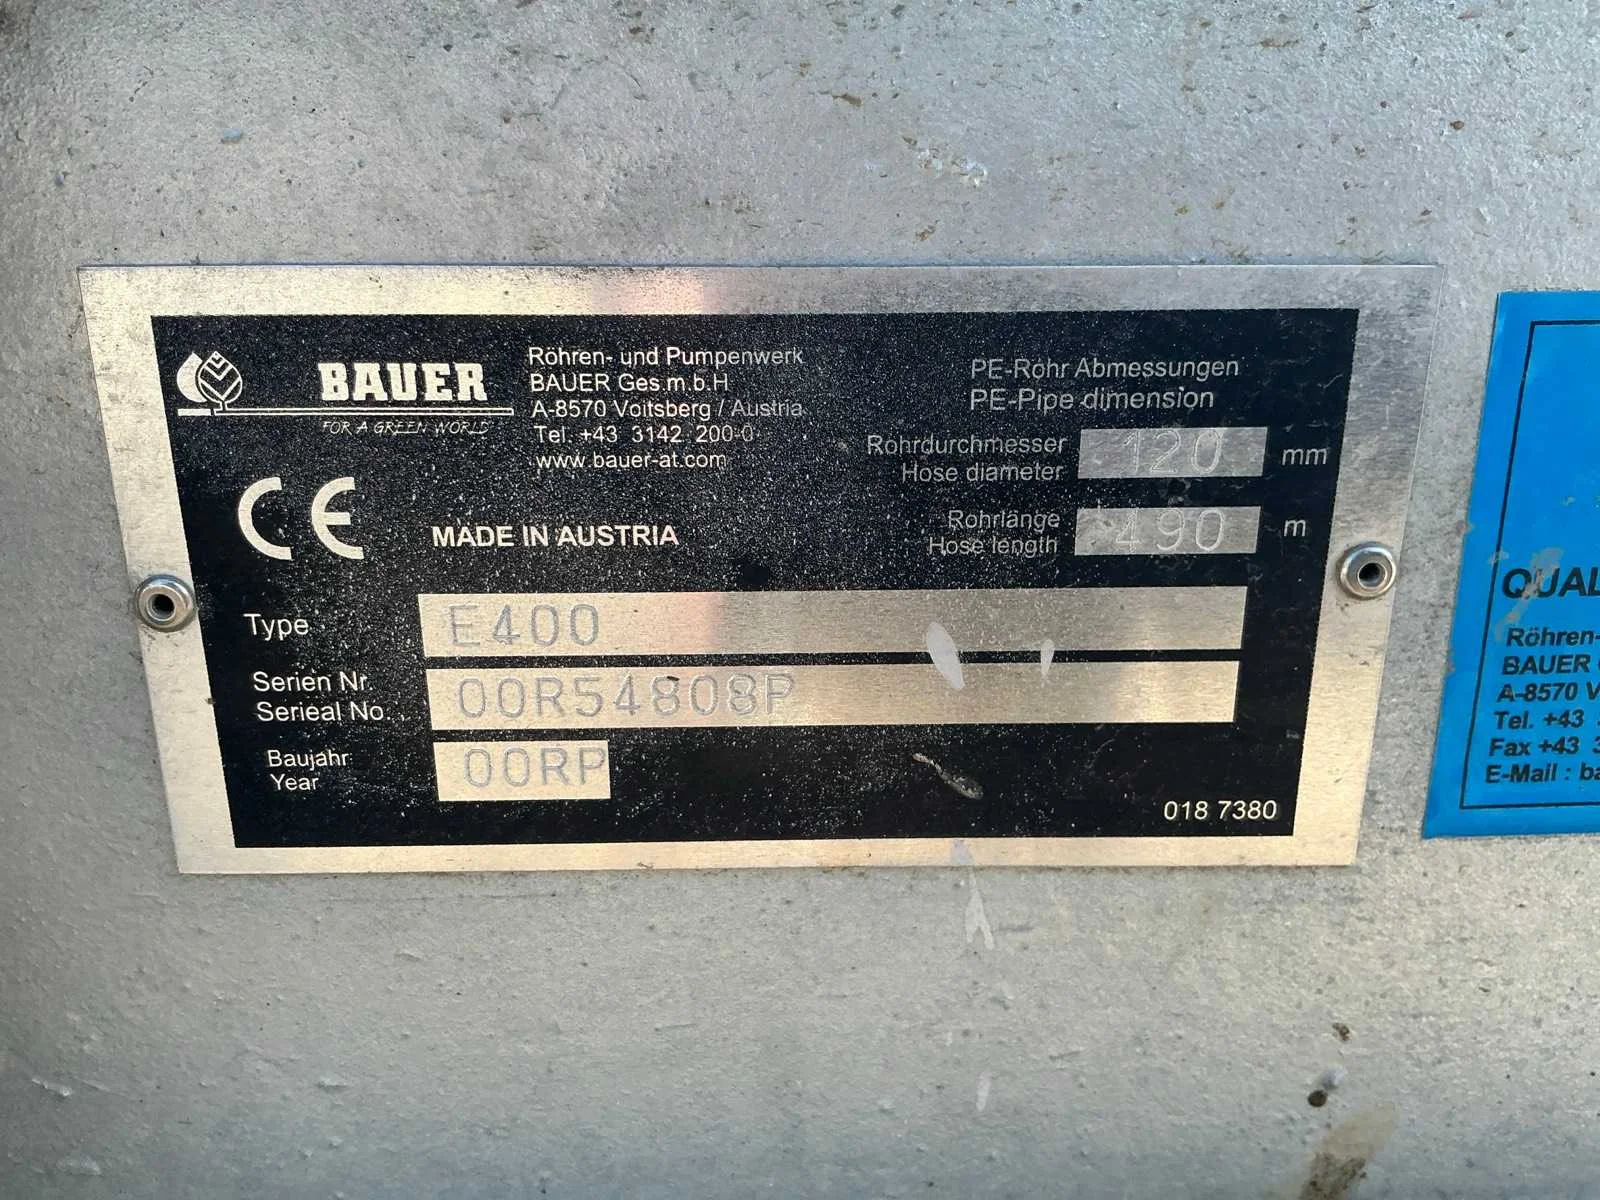 BAUER
FOR A GREEN WORLD
Röhren- und Pumpenwerk
BAUER Ges.m.b.H
A-8570 Voitsberg / Austria
Tel. +43 3142 200-0
www.bauer-at.com
PE-Rohr Abmessungen
PE-Pipe dimension
Rohrdurchmesser
Hose diameter
120 mm
Rohrlänge
Hose length
490 m
CE
MADE IN AUSTRIA
Type E400
Serien Nr.
Serieal No.
00R54808P
Baujahr
Year
00RP
018 7380
QUAL
Röhren-
BAUER
A-8570 V
Tel. +43
Fax +43 3
E-Mail : ba